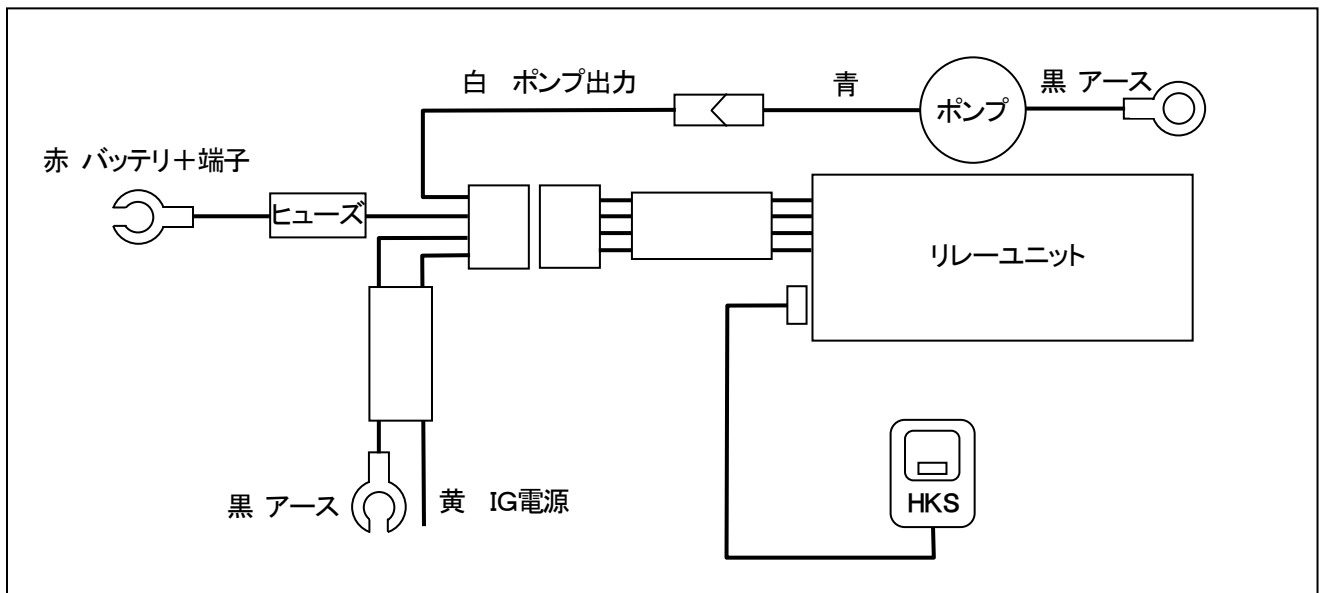 白　ポンプ出力
青
ポンプ
黒 アース
赤 バッテリ＋端子
ヒューズ
リレーユニット
黒 アース
黄　IG電源
HKS